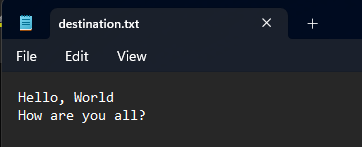 destination.txt
File Edit View
Hello, World
How are you all?